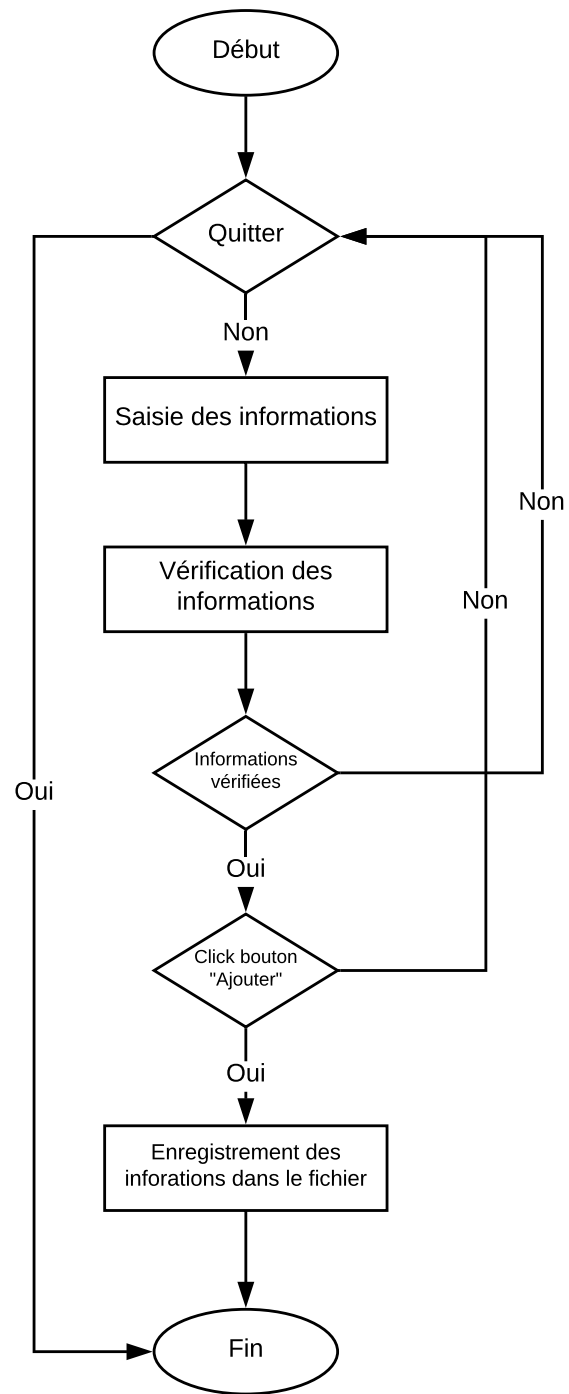 Début
Quitter
Non
Saisie des informations
Non
Vérification des
informations
Non
Informations
vérifiées
Oui
Oui
Click bouton
"Ajouter"
Oui
Enregistrement des
inforations dans le fichier
Fin